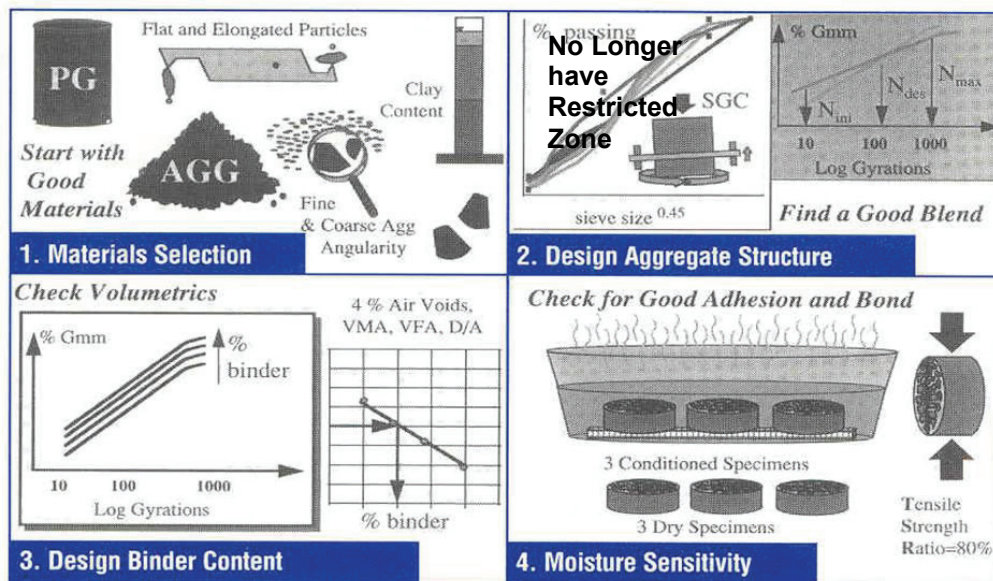 Flat and Elongated Particles
PG
Clay
Content
Start with
Good
Materials
AGG
Fine
& Coarse Agg
Angularity
1. Materials Selection
% passing
No Longer
have
Restricted
Zone
SGC
sieve size 0.45
% Gmm
Nini
Ndes
Nmax
10 100 1000
Log Gyrations
Find a Good Blend
2. Design Aggregate Structure
Check Volumetrics
% Gmm
%
binder
10 100 1000
Log Gyrations
4 % Air Voids,
VMA, VFA, D/A
% binder
3. Design Binder Content
Check for Good Adhesion and Bond
3 Conditioned Specimens
3 Dry Specimens
Tensile
Strength
Ratio=80%
4. Moisture Sensitivity